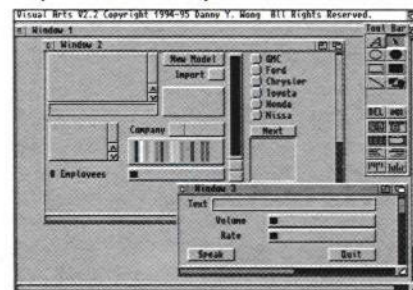 Visual Arts V2.2 Copyright 1994-95 Danny Y. Wong All Rights Reserved.
Window 1
Tool Bar
Window 2
New Model
Import
GMC
Ford
Chrysler
Toyota
Honda
Nissa
Company
Next
# Employees
DEL
Window 3
Text
Volume
Rate
Speak
Quit